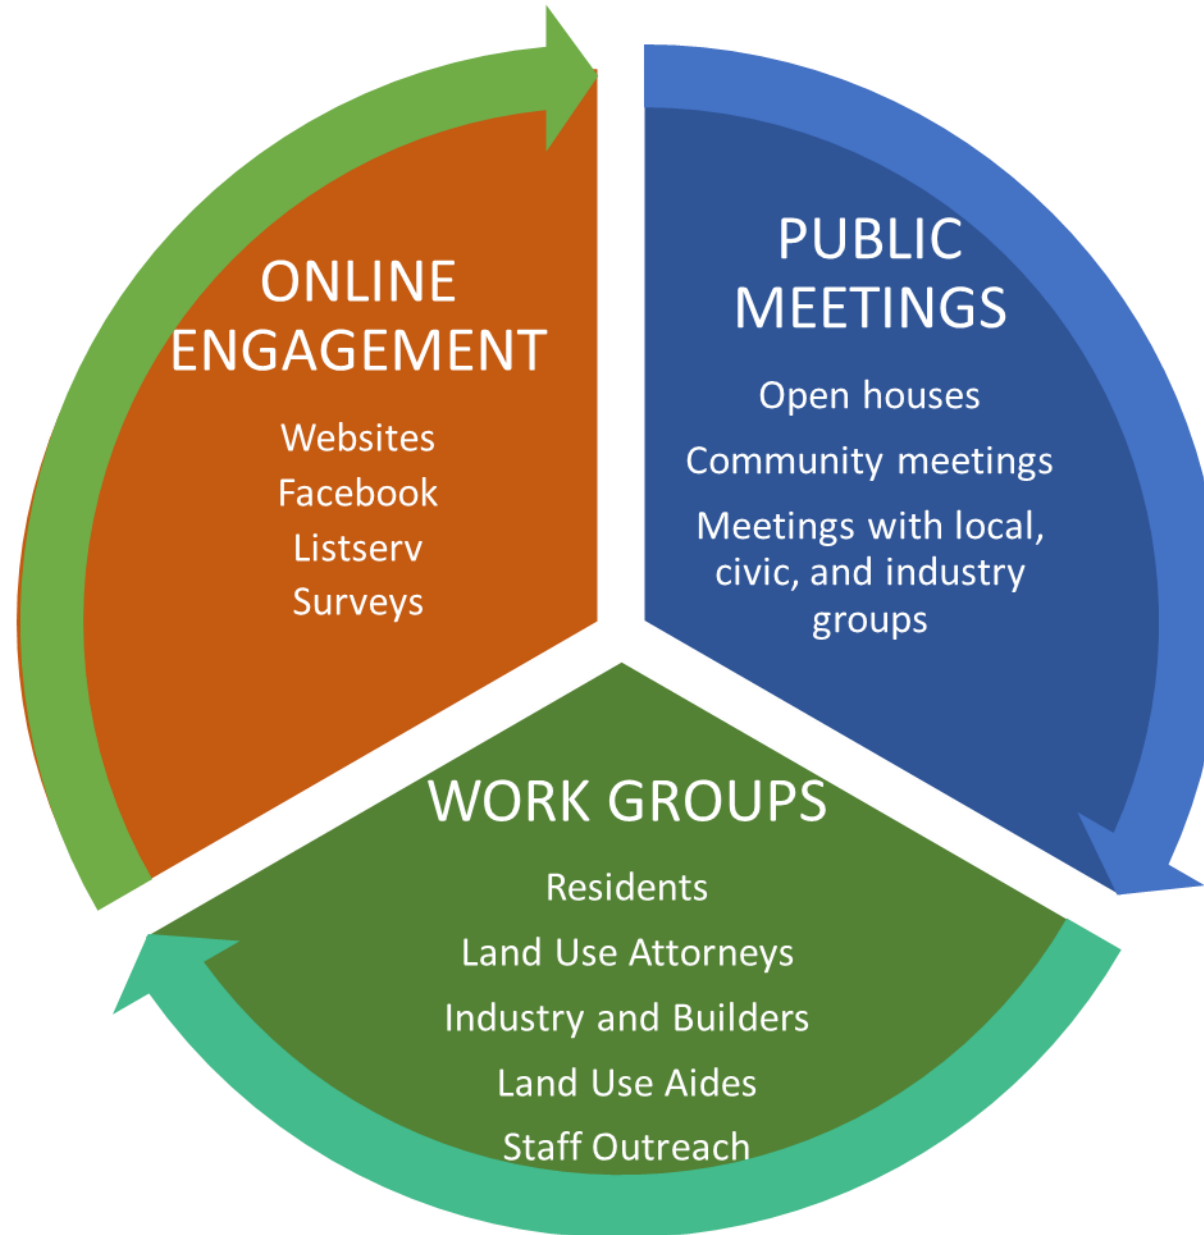 ONLINE
ENGAGEMENT
Websites
Facebook
Listserv
Surveys
PUBLIC
MEETINGS
Open houses
Community meetings
Meetings with local,
civic, and industry
groups
WORK GROUPS
Residents
Land Use Attorneys
Industry and Builders
Land Use Aides
Staff Outreach